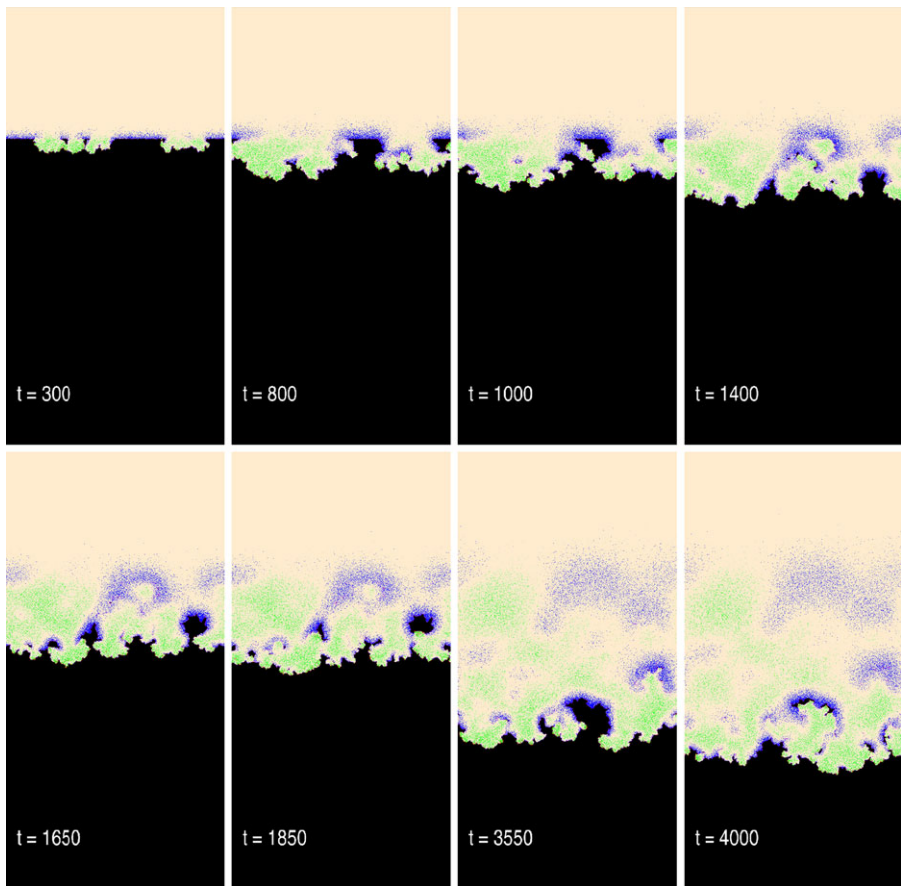 t = 300
t = 800
t = 1000
t = 1400
t = 1650
t = 1850
t = 3550
t = 4000